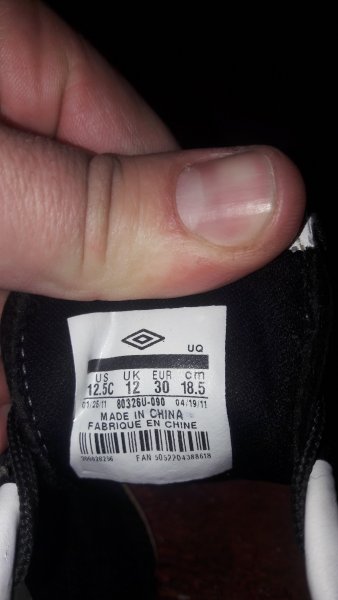 UQ
US UK EUR cm
12.5C 12 30 18.5
01/26/11 80326U-090 04/19/11
MADE IN CHINA
FABRIQUE EN CHINE
FAN 5052204388618